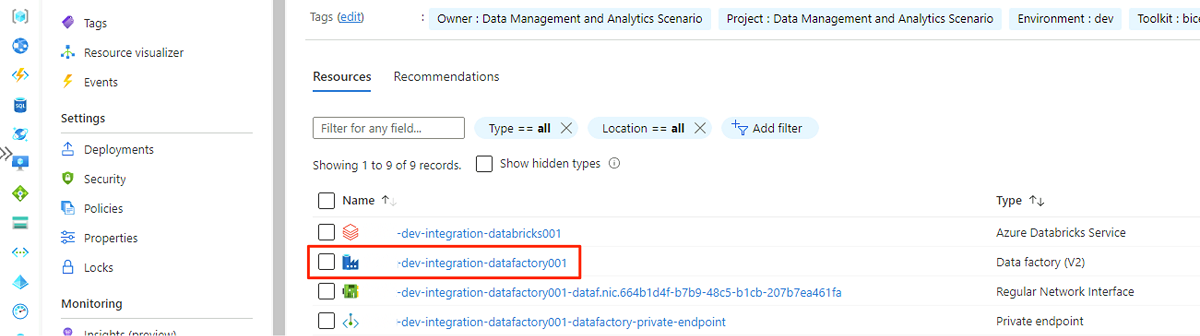 Tags
Resource visualizer
Events
Settings
Deployments
Security
Policies
Properties
Locks
Monitoring
Insights (preview)
Tags (edit) : Owner : Data Management and Analytics Scenario Project : Data Management and Analytics Scenario Environment : dev Toolkit : bice
Resources Recommendations
Filter for any field... Type == all Location == all Add filter
Showing 1 to 9 of 9 records. Show hidden types
Name Type
-dev-integration-databricks001 Azure Databricks Service
-dev-integration-datafactory001 Data factory (V2)
-dev-integration-datafactory001-dataf.nic.664b1d4f-b7b9-48c5-b1cb-207b7ea461fa Regular Network Interface
-dev-integration-datafactory001-datafactory-private-endpoint Private endpoint